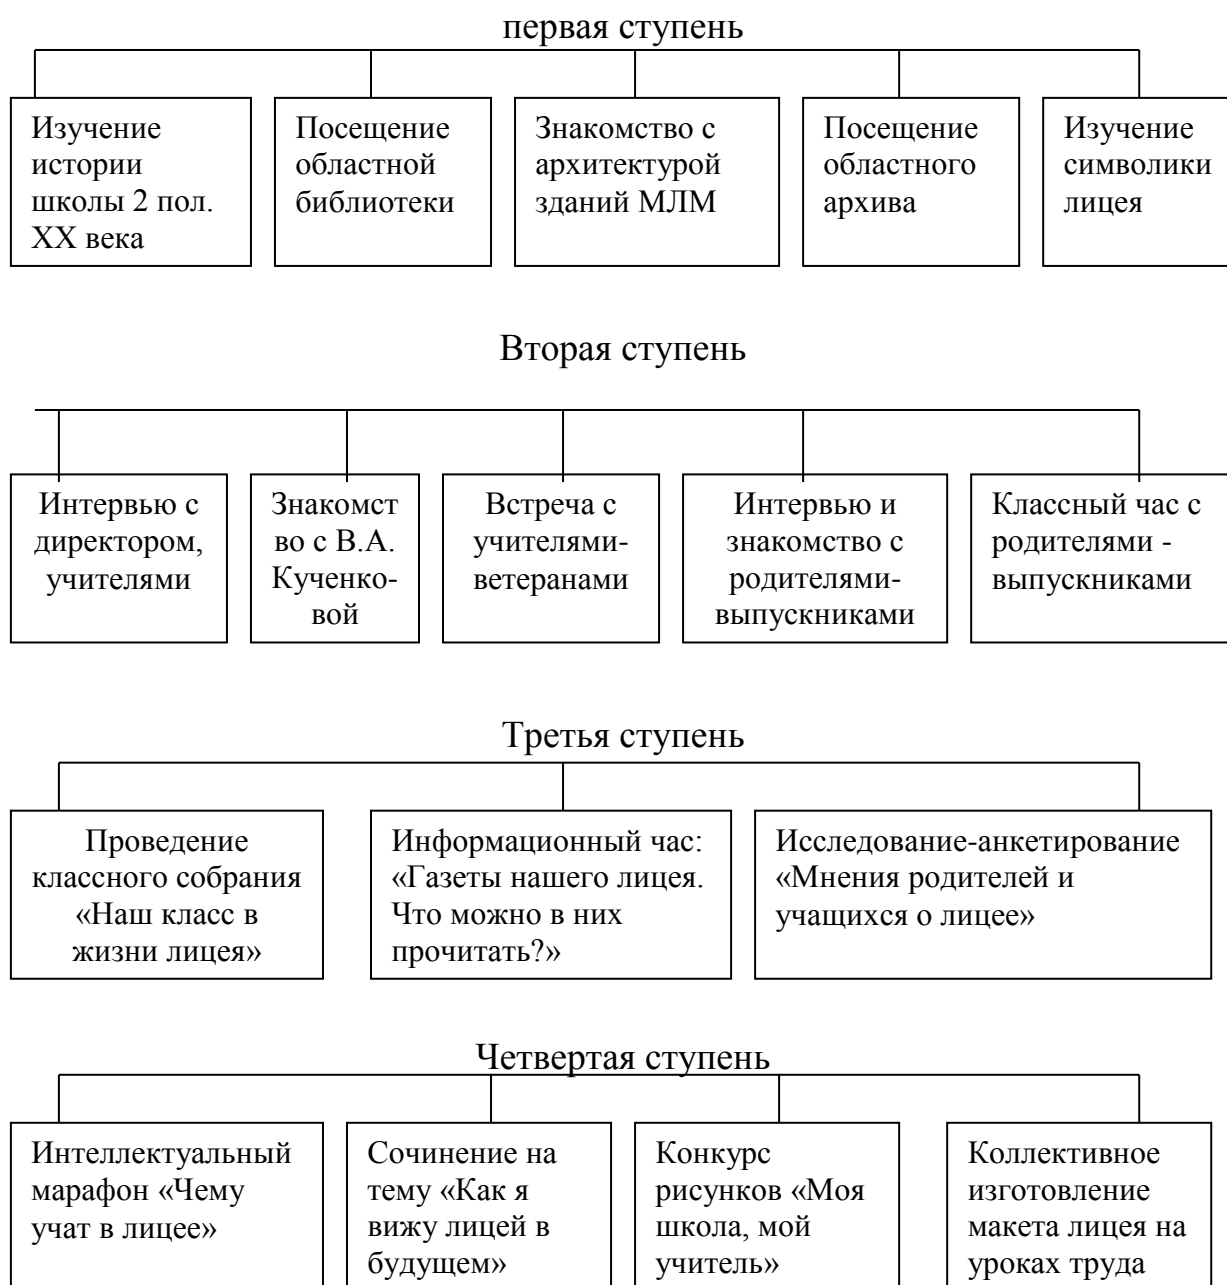 первая ступень
Изучение
истории
школы 2 пол.
XX века
Посещение
областной
библиотеки
Знакомство с
архитектурой
зданий МЛМ
Посещение
областного
архива
Изучение
символики
лицея
Вторая ступень
Интервью с
директором,
учителями
Знакомст
во с В.А.
Кученко-
вой
Встреча с
учителями-
ветеранами
Интервью и
знакомство с
родителями-
выпускниками
Классный час с
родителями -
выпускниками
Третья ступень
Проведение
классного собрания
«Наш класс в
жизни лицея»
Информационный час:
«Газеты нашего лицея.
Что можно в них
прочитать?»
Исследование-анкетирование
«Мнения родителей и
учащихся о лицее»
Четвертая ступень
Интеллектуальный
марафон «Чему
учат в лицее»
Сочинение на
тему «Как я
вижу лицей в
будущем»
Конкурс
рисунков «Моя
школа, мой
учитель»
Коллективное
изготовление
макета лицея на
уроках труда